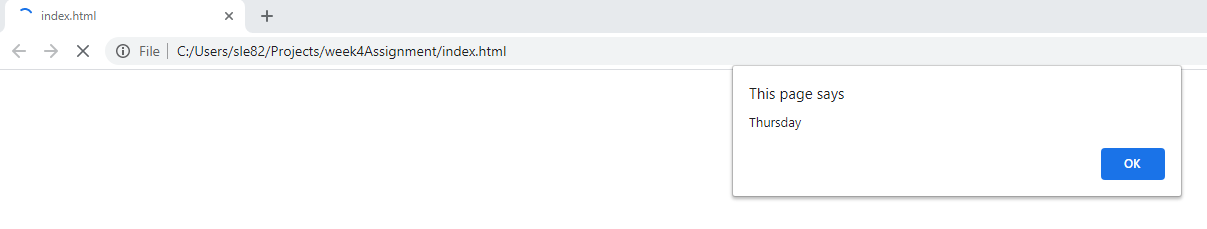 index.html
File C:/Users/sle82/Projects/week4Assignment/index.html
This page says
Thursday
OK